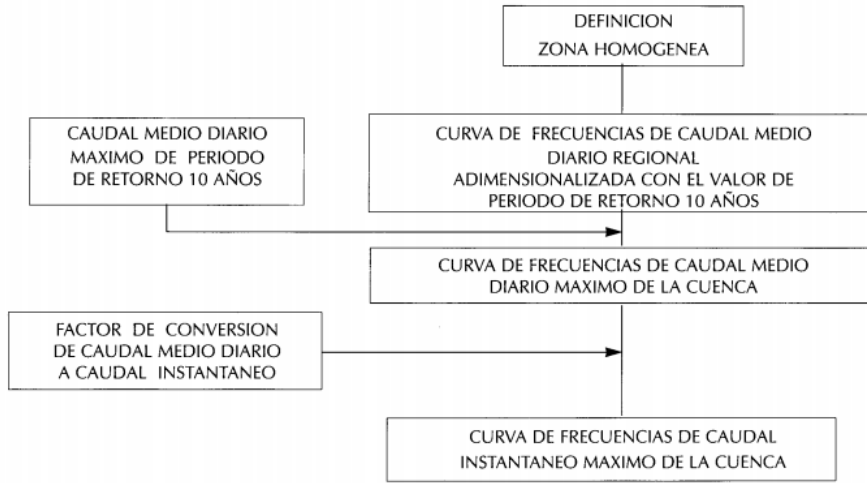 DEFINICION
ZONA HOMOGENEA
CAUDAL MEDIO DIARIO
MAXIMO DE PERIODO
DE RETORNO 10 AÑOS
CURVA DE FRECUENCIAS DE CAUDAL MEDIO
DIARIO REGIONAL
ADIMENSIONALIZADA CON EL VALOR DE
PERIODO DE RETORNO 10 AÑOS
CURVA DE FRECUENCIAS DE CAUDAL MEDIO
DIARIO MAXIMO DE LA CUENCA
FACTOR DE CONVERSION
DE CAUDAL MEDIO DIARIO
A CAUDAL INSTANTANEO
CURVA DE FRECUENCIAS DE CAUDAL
INSTANTANEO MAXIMO DE LA CUENCA